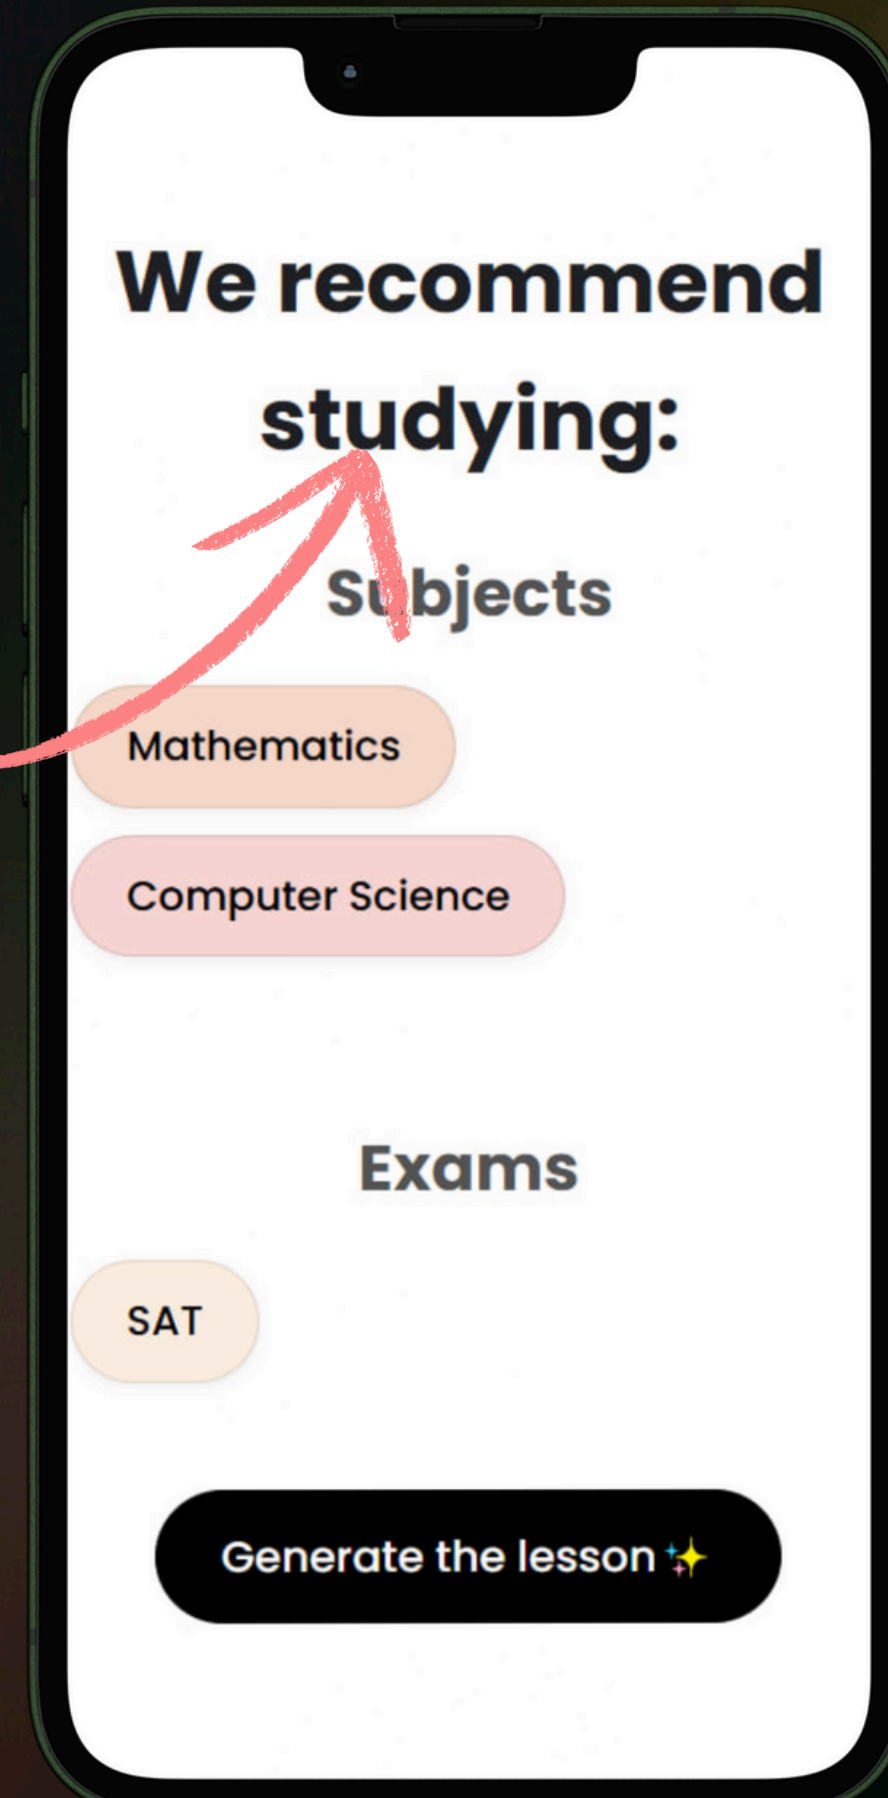 We recommend
studying:
Subjects
Mathematics
Computer Science
Exams
SAT
Generate the lesson ✨